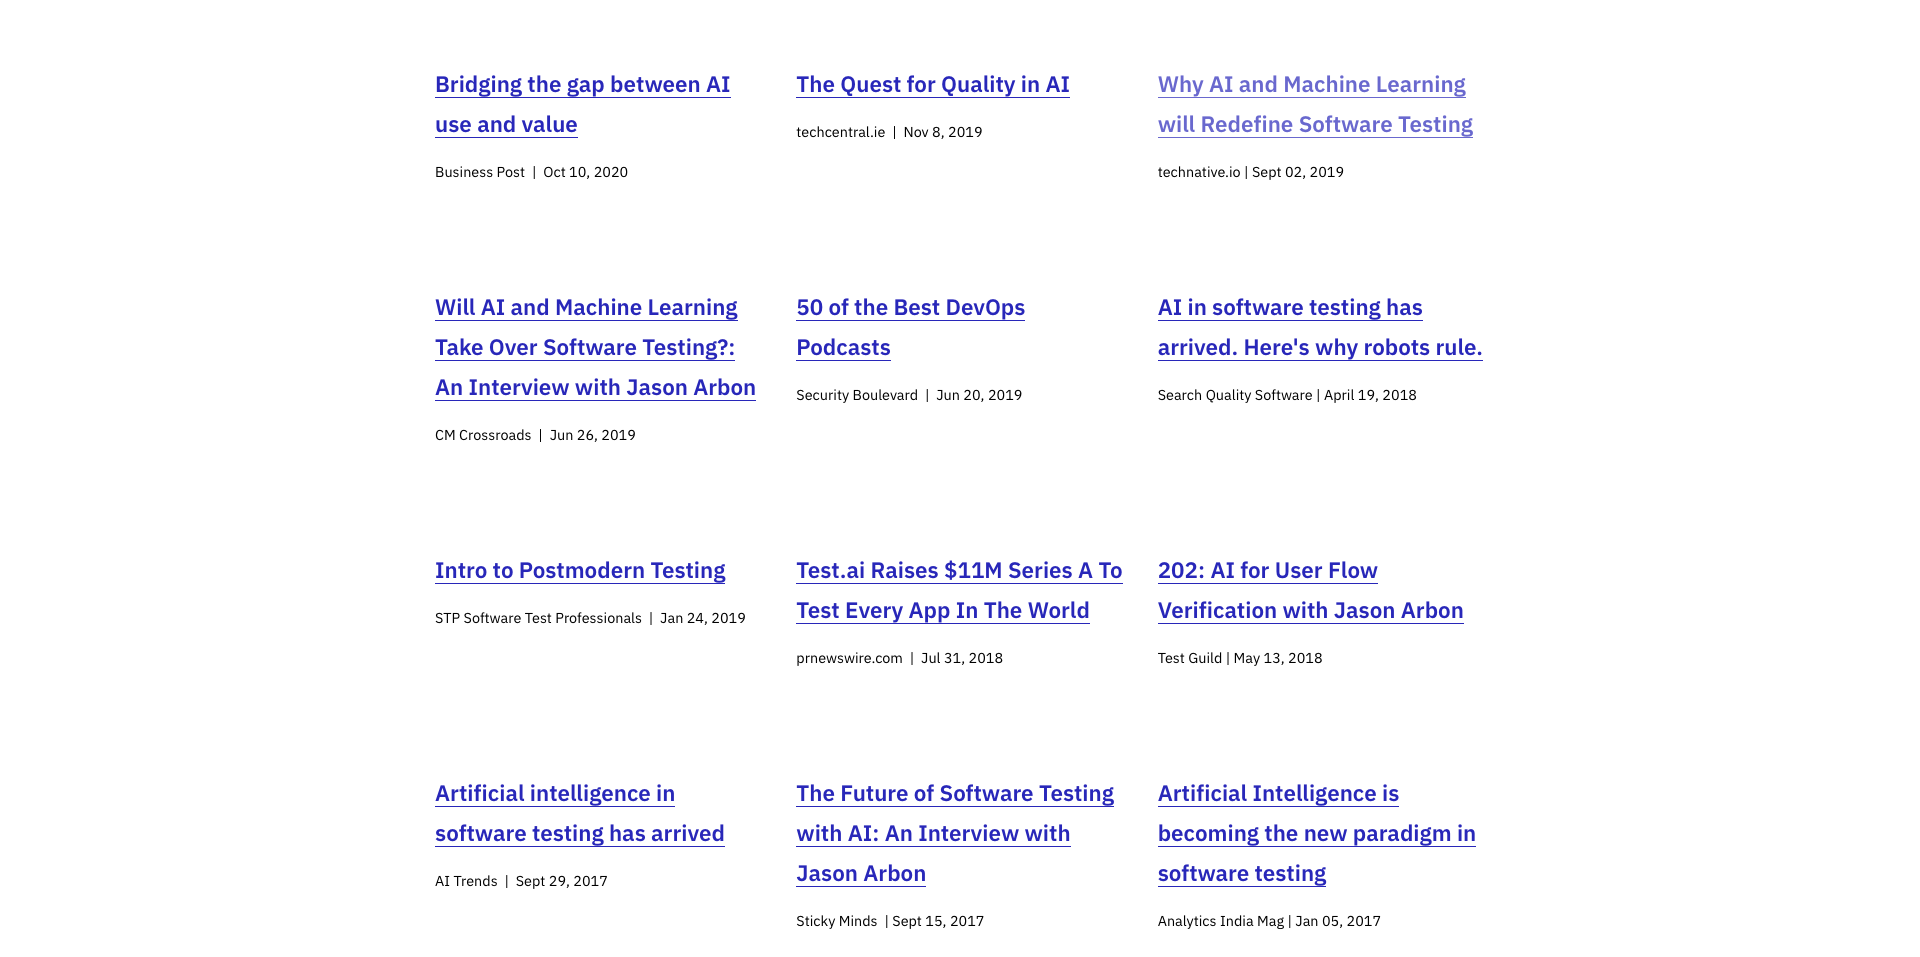 Bridging the gap between AI
use and value
Business Post | Oct 10, 2020
The Quest for Quality in AI
techcentral.ie | Nov 8, 2019
Why AI and Machine Learning
will Redefine Software Testing
technative.io | Sept 02, 2019
Will AI and Machine Learning
Take Over Software Testing?:
An Interview with Jason Arbon
CM Crossroads | Jun 26, 2019
50 of the Best DevOps
Podcasts
Security Boulevard | Jun 20, 2019
AI in software testing has
arrived. Here's why robots rule.
Search Quality Software | April 19, 2018
Intro to Postmodern Testing
STP Software Test Professionals | Jan 24, 2019
Test.ai Raises $11M Series A To
Test Every App In The World
prnewswire.com | Jul 31, 2018
202: AI for User Flow
Verification with Jason Arbon
Test Guild | May 13, 2018
Artificial intelligence in
software testing has arrived
AI Trends | Sept 29, 2017
The Future of Software Testing
with AI: An Interview with
Jason Arbon
Sticky Minds | Sept 15, 2017
Artificial Intelligence is
becoming the new paradigm in
software testing
Analytics India Mag | Jan 05, 2017